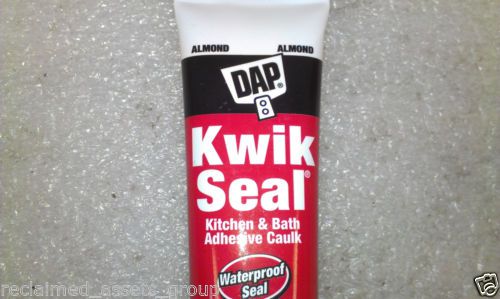 ALMOND ALMOND
DAP
Kwik
Seal®
Kitchen & Bath
Adhesive Caulk
Waterproof
Seal
reclaimed_assets_group